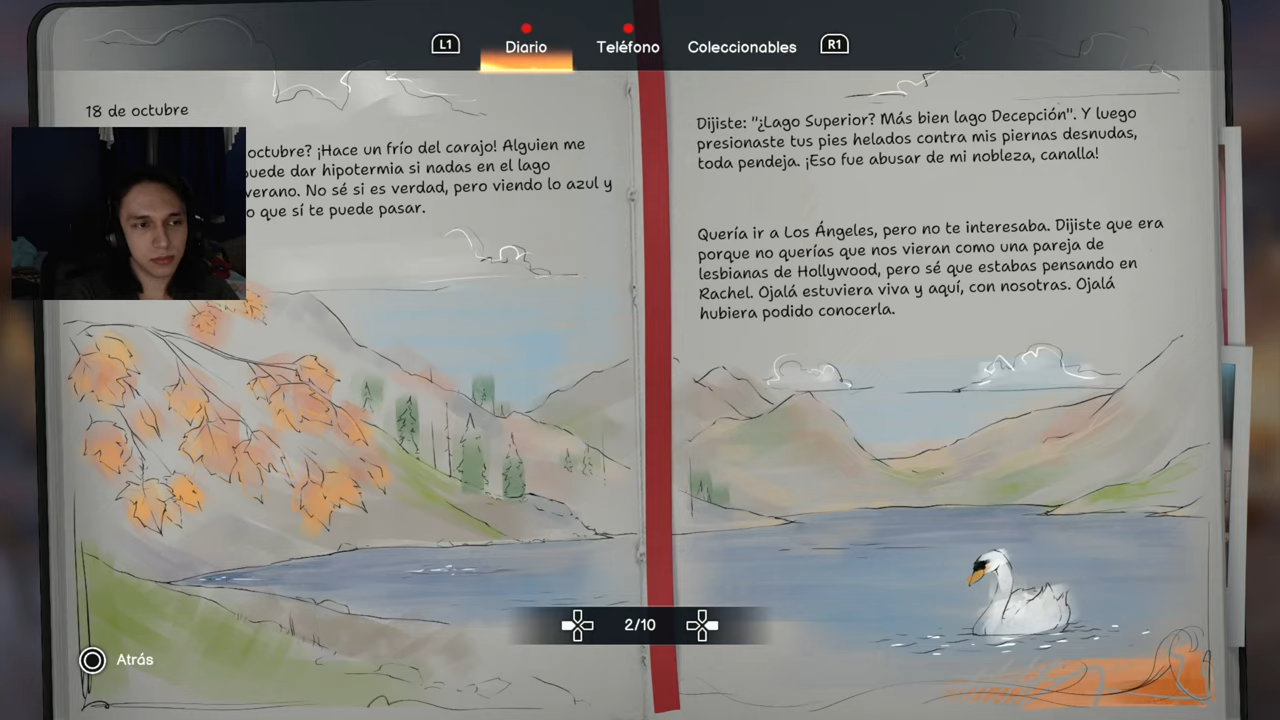 L1
Diario
Teléfono
Coleccionables
R1
18 de octubre
octubre? ¡Hace un frío del carajo! Alguien me
uede dar hipotermia si nadas en el lago
verano. No sé si es verdad, pero viendo lo azul y
o que sí te puede pasar.
Dijiste: "¿Lago Superior? Más bien lago Decepción". Y luego
presionaste tus pies helados contra mis piernas desnudas,
toda pendeja. ¡Eso fue abusar de mi nobleza, canalla!
Quería ir a Los Ángeles, pero no te interesaba. Dijiste que era
porque no querías que nos vieran como una pareja de
lesbianas de Hollywood, pero sé que estabas pensando en
Rachel. Ojalá estuviera viva y aquí, con nosotras. Ojalá
hubiera podido conocerla.
2/10
Atrás